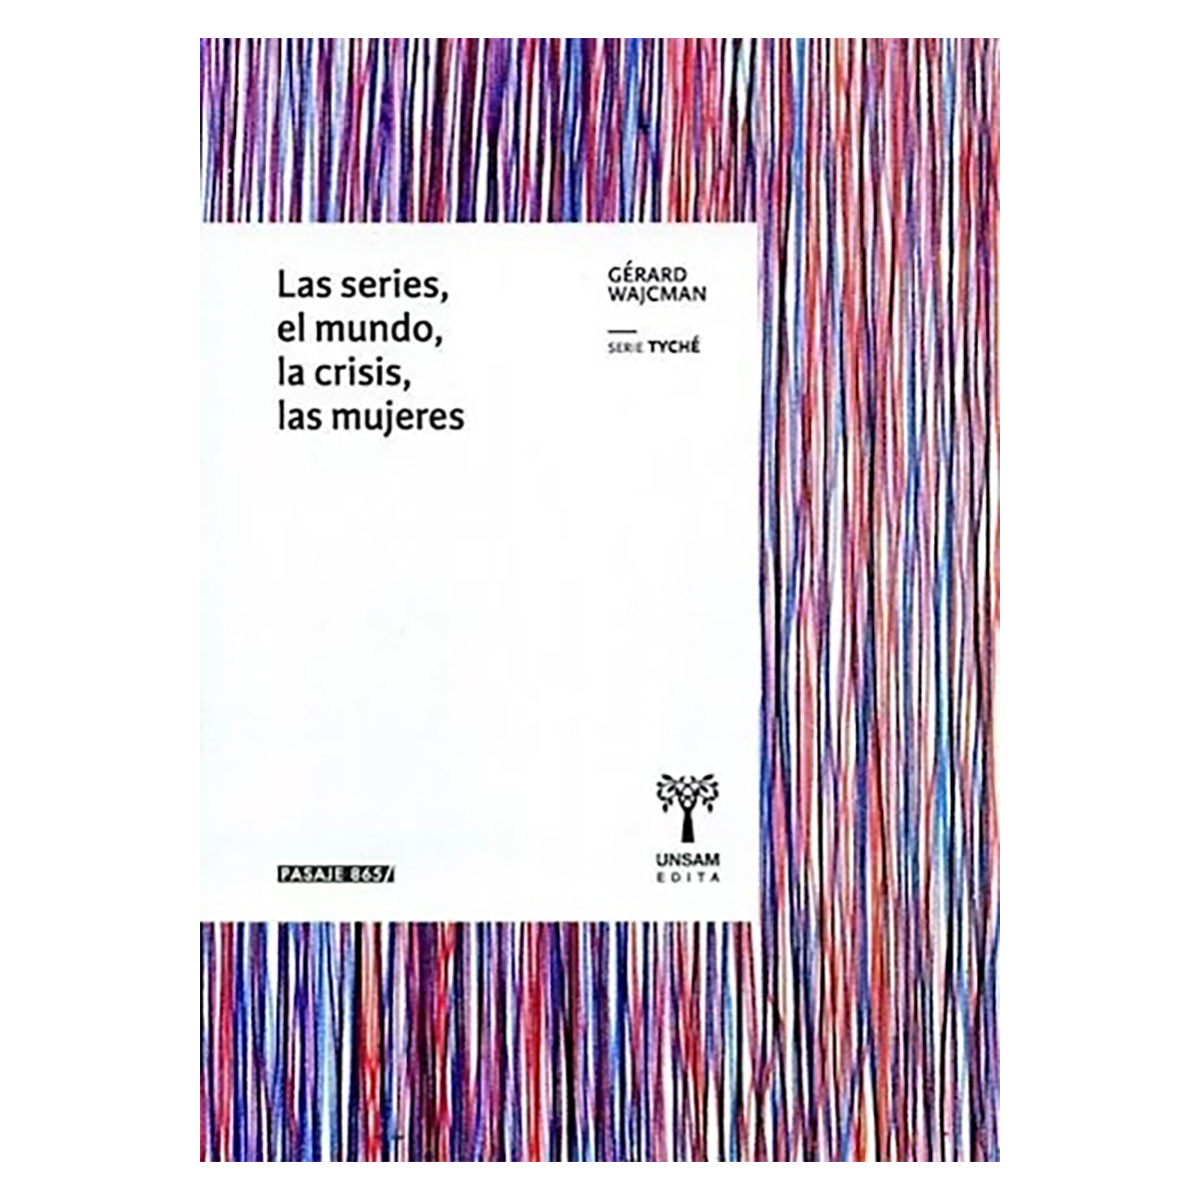 Las series,
el mundo,
la crisis,
las mujeres
GÉRARD
WAJCMAN
SERIE TYCHÉ
PASAJE 865/
UNSAM
EDITA